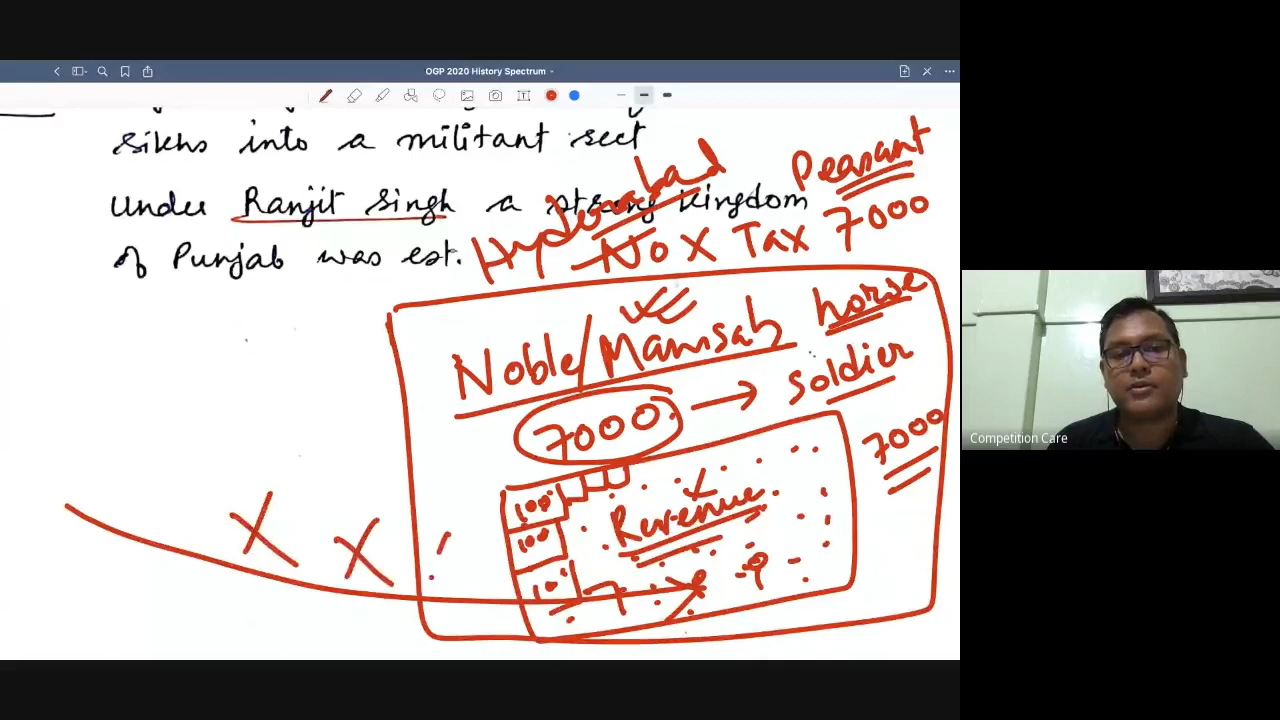 OGP 2020 History Spectrum
sikhs into a militant sect
under Ranjit Singh a strong kingdom
of Punjab was est.
Hyderabad
Peasant
No X Tax 7000
Noble/Mansab horse
7000 → soldier
7000
100
100
10
Revenue
Competition Care